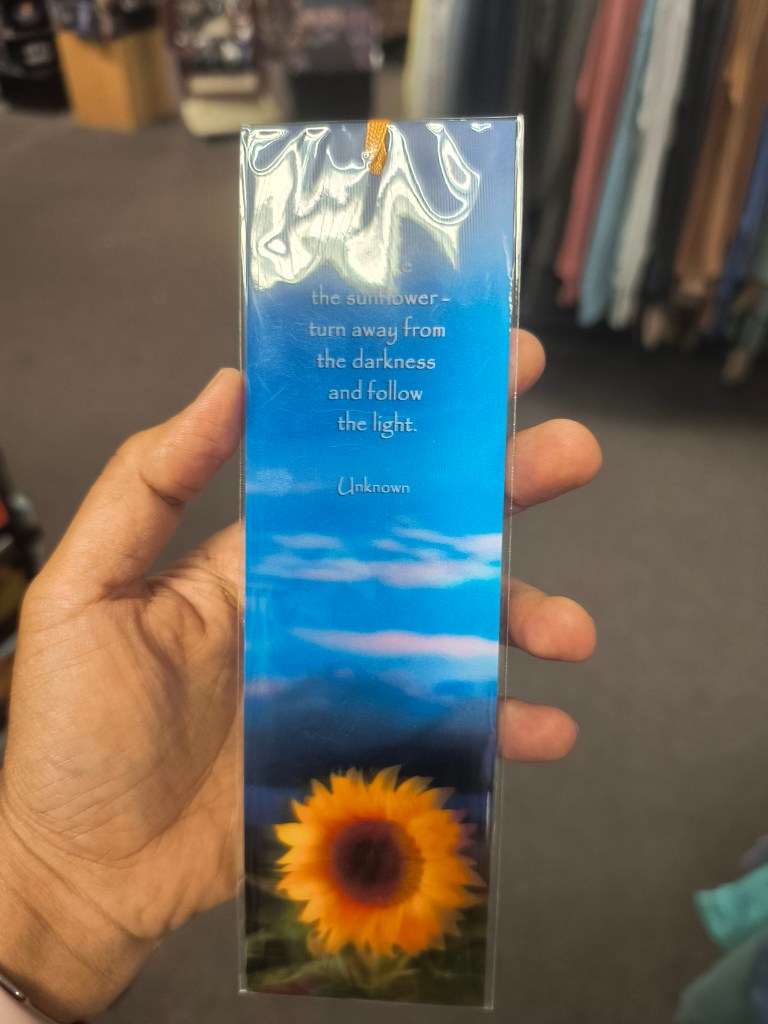 the sunflower -
turn away from
the darkness
and follow
the light.
Unknown